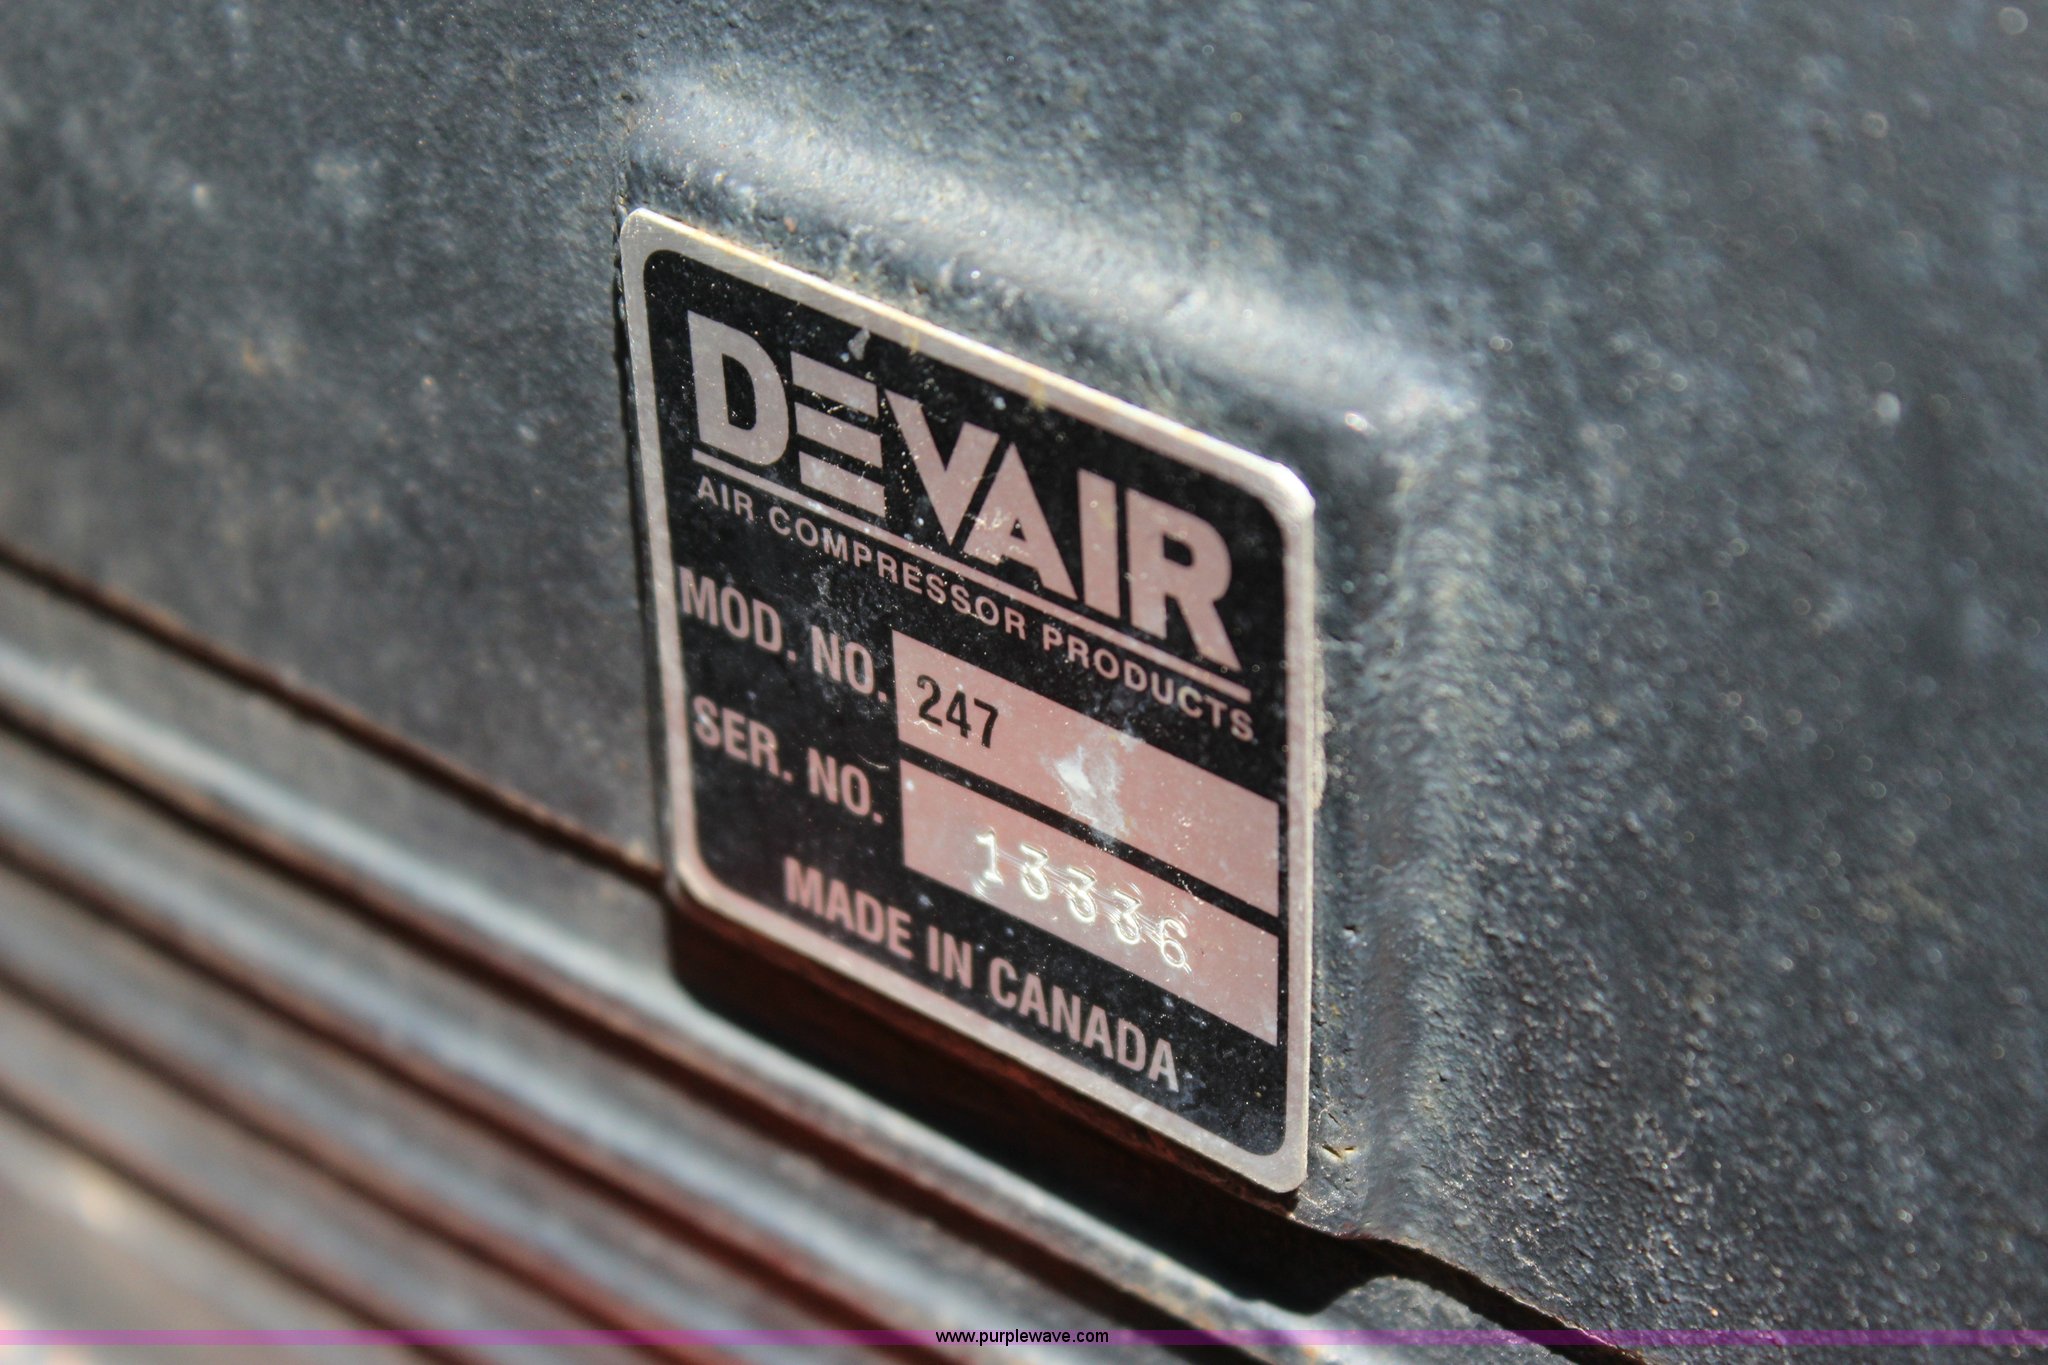 DEVAIR
AIR COMPRESSOR PRODUCTS
MOD. NO. 247
SER. NO. 13336
MADE IN CANADA
www.purplewave.com